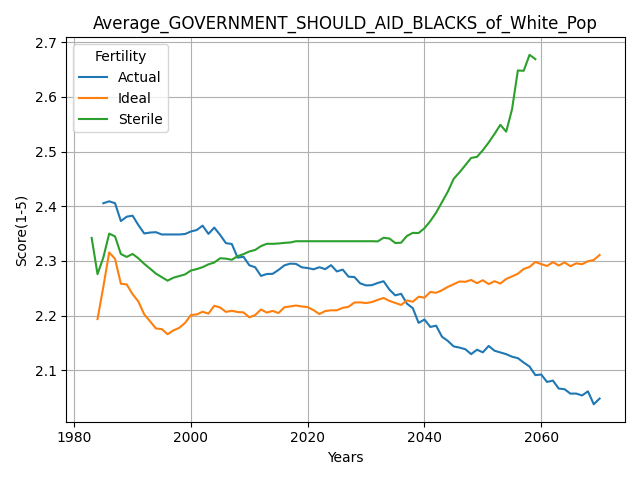 Average_GOVERNMENT_SHOULD_AID_BLACKS_of_White_Pop
Fertility
Actual
Ideal
Sterile
Score(1-5)
2.7
2.6
2.5
2.4
2.3
2.2
2.1
1980
2000
2020
2040
2060
Years